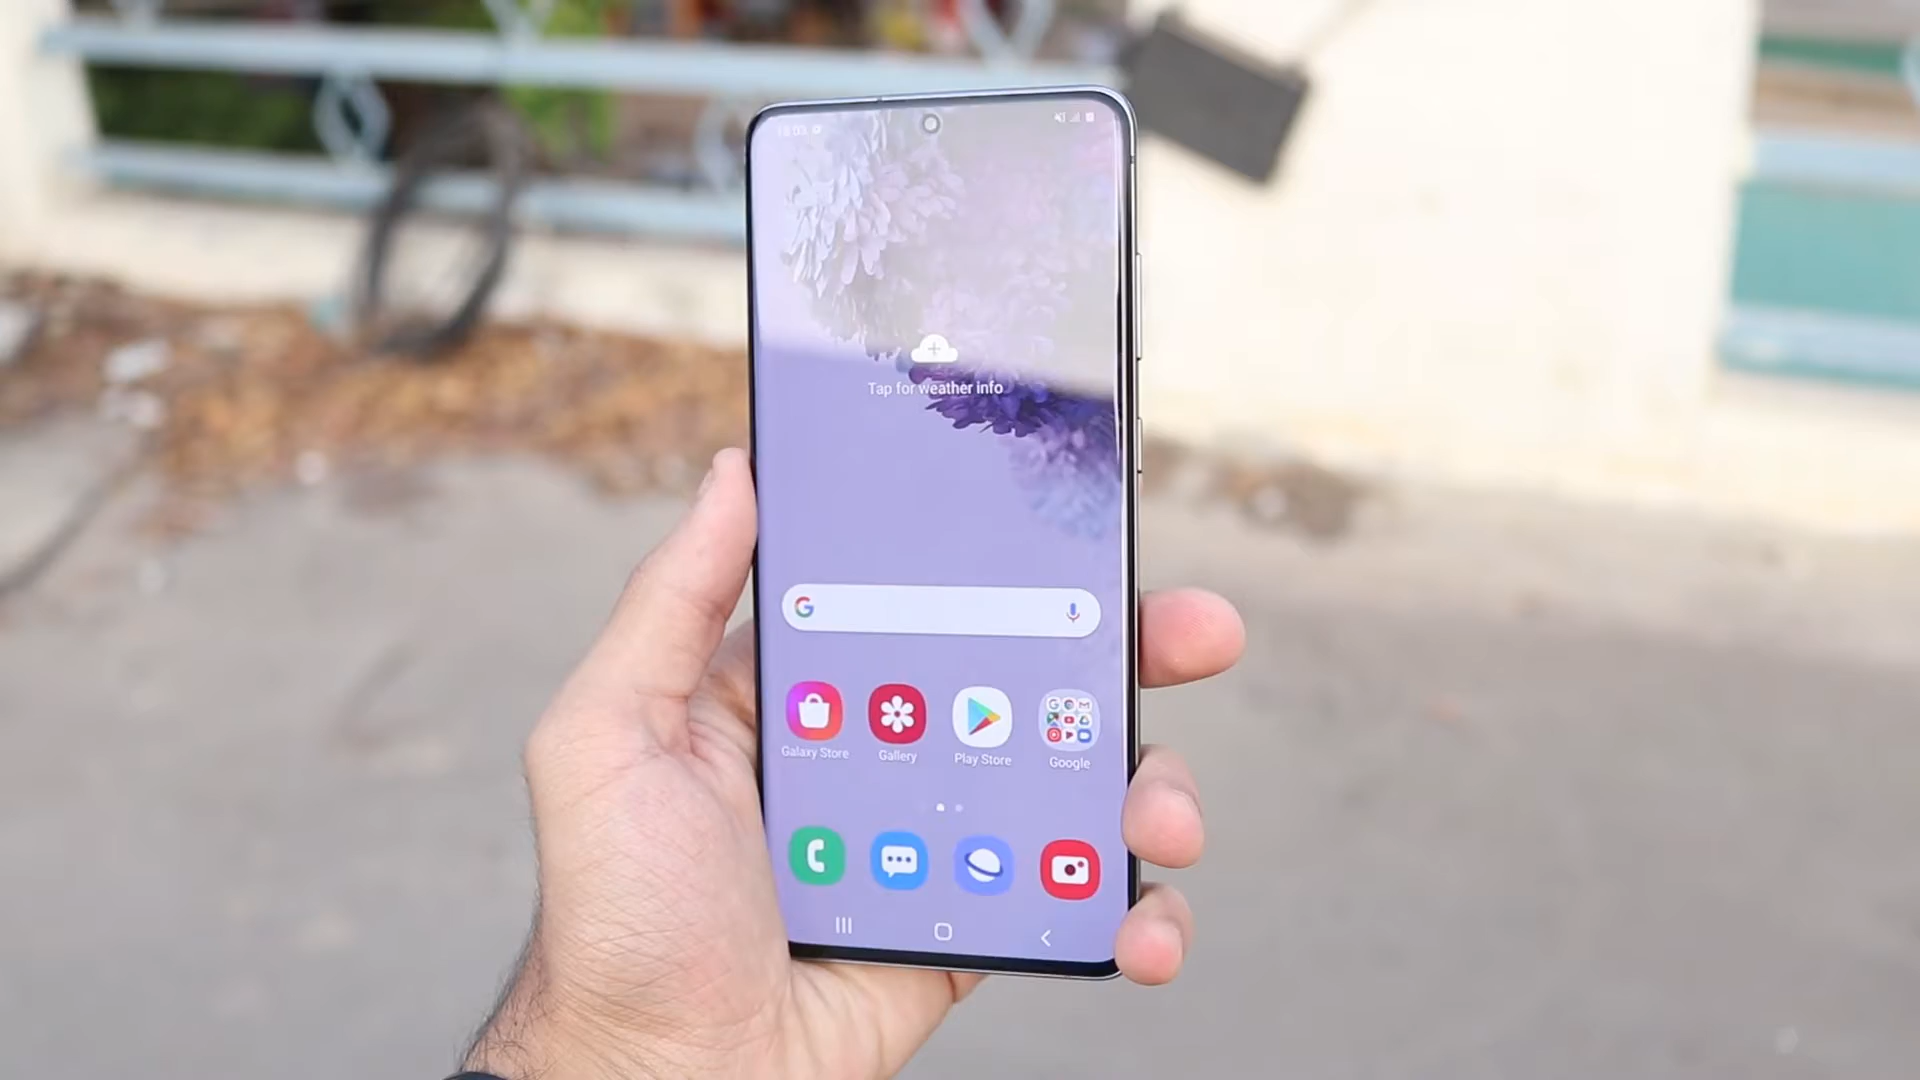 Tap for weather info
Galaxy Store
Gallery
Play Store
Google